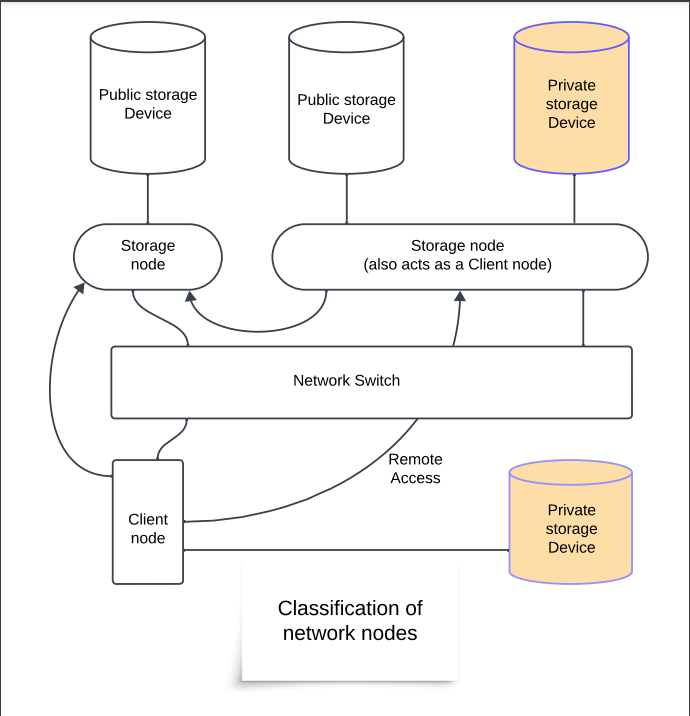 Public storage
Device
Public storage
Device
Private
storage
Device
Storage
node
Storage node
(also acts as a Client node)
Network Switch
Remote
Access
Client
node
Private
storage
Device
Classification of
network nodes